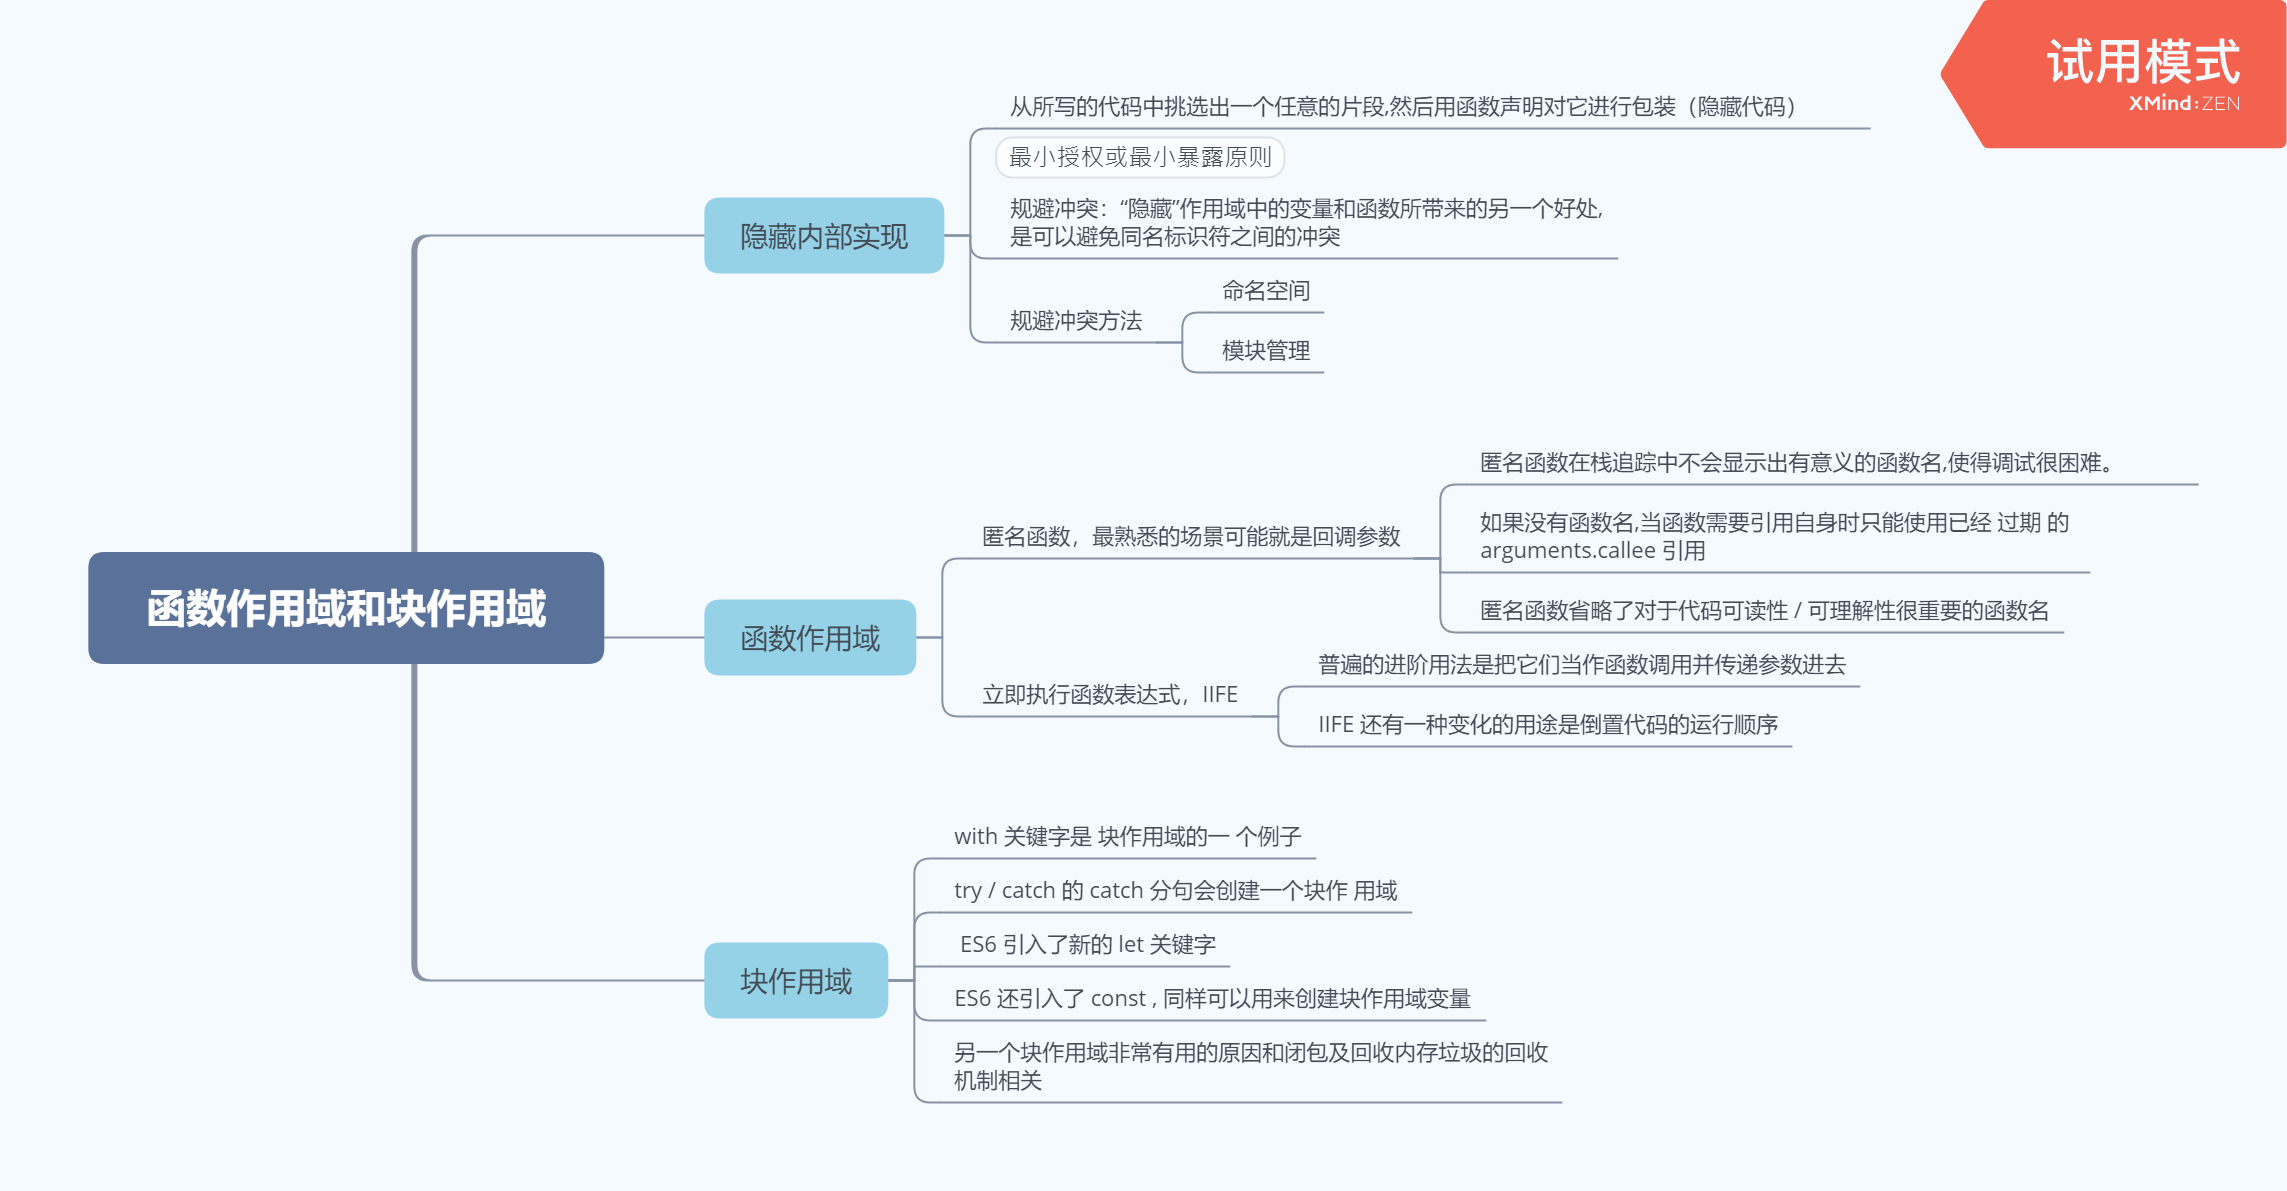 试用模式
XMind:ZEN
函数作用域和块作用域
隐藏内部实现
从所写的代码中挑选出一个任意的片段,然后用函数声明对它进行包装（隐藏代码）
最小授权或最小暴露原则
规避冲突：“隐藏”作用域中的变量和函数所带来的另一个好处,
是可以避免同名标识符之间的冲突
规避冲突方法
命名空间
模块管理
函数作用域
匿名函数，最熟悉的场景可能就是回调参数
匿名函数在栈追踪中不会显示出有意义的函数名,使得调试很困难。
如果没有函数名,当函数需要引用自身时只能使用已经 过期 的
arguments.callee 引用
匿名函数省略了对于代码可读性 / 可理解性很重要的函数名
立即执行函数表达式，IIFE
普遍的进阶用法是把它们当作函数调用并传递参数进去
IIFE 还有一种变化的用途是倒置代码的运行顺序
块作用域
with 关键字是 块作用域的一 个例子
try / catch 的 catch 分句会创建一个块作 用域
ES6 引入了新的 let 关键字
ES6 还引入了 const , 同样可以用来创建块作用域变量
另一个块作用域非常有用的原因和闭包及回收内存垃圾的回收
机制相关